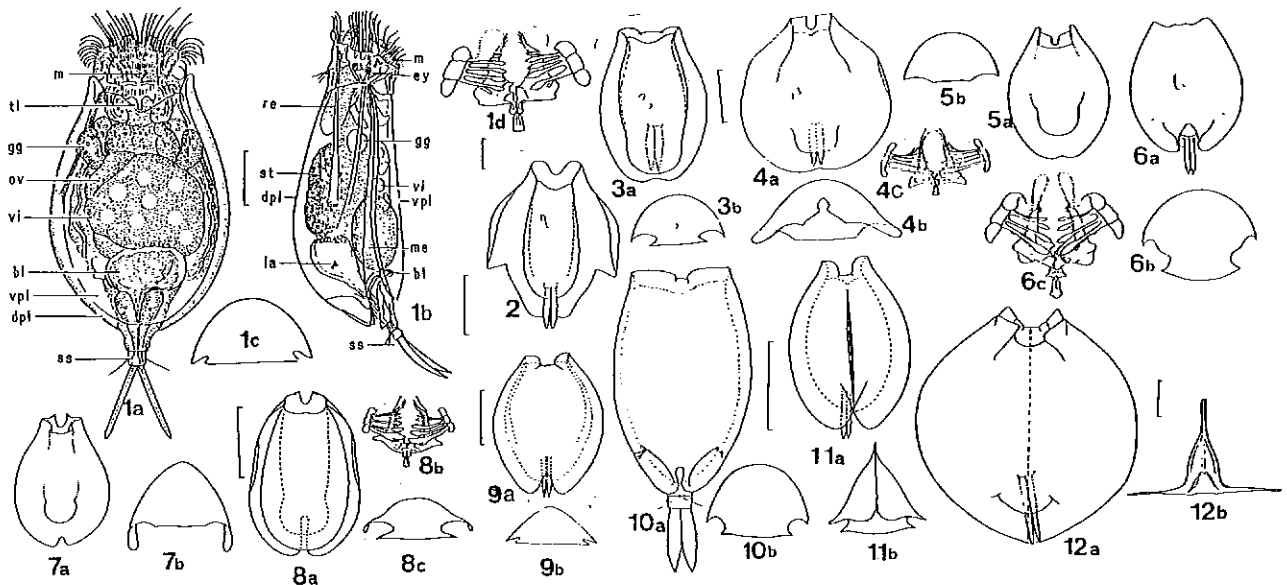 m
tl
gg
ov
vi
bl
vpl
dpl
ss
1a
1c
re
st
dpl
la
ss
m
ey
gg
vi
vpl
me
bl
1b
1d
2
3a
3b
4a
4b
4c
5a
5b
6a
6b
6c
7a
7b
8a
8b
8c
9a
9b
10a
10b
11a
11b
12a
12b